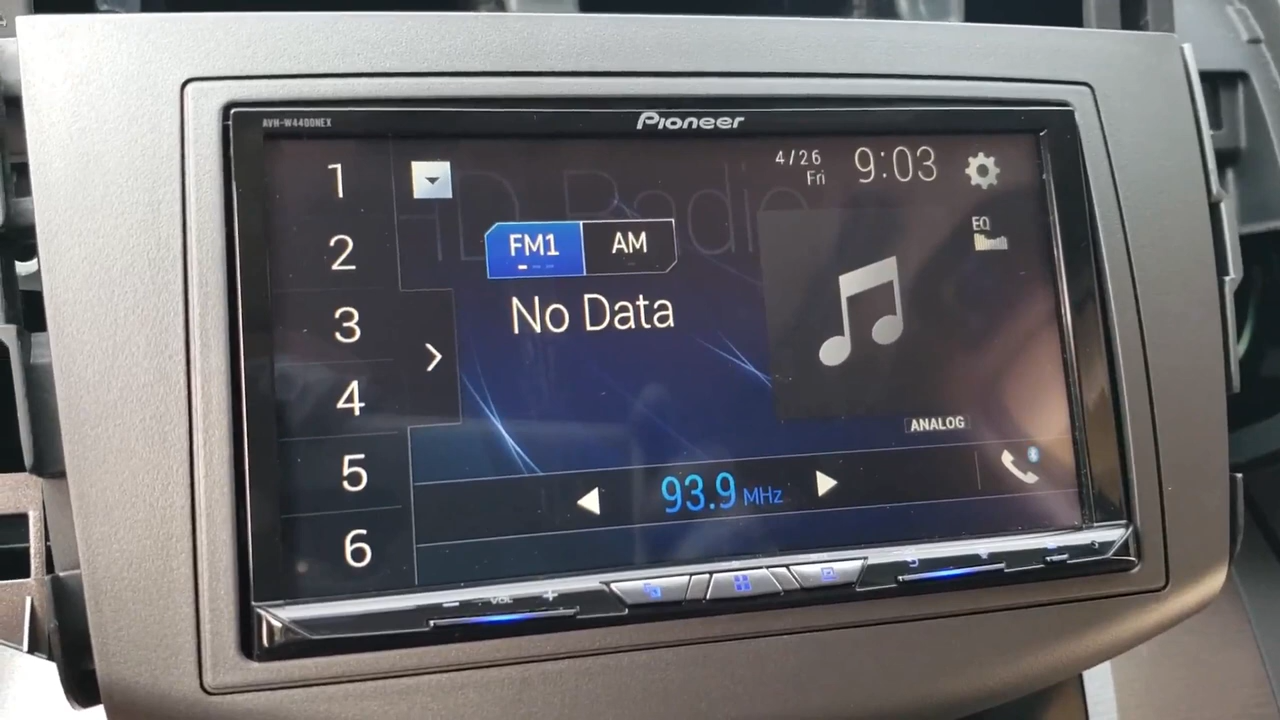 AVH-W4400NEX
Pioneer
HD Radio
4/26
Fri
9:03
EQ
FM1
AM
No Data
1
2
3
4
5
6
ANALOG
93.9 MHz
- VOL +